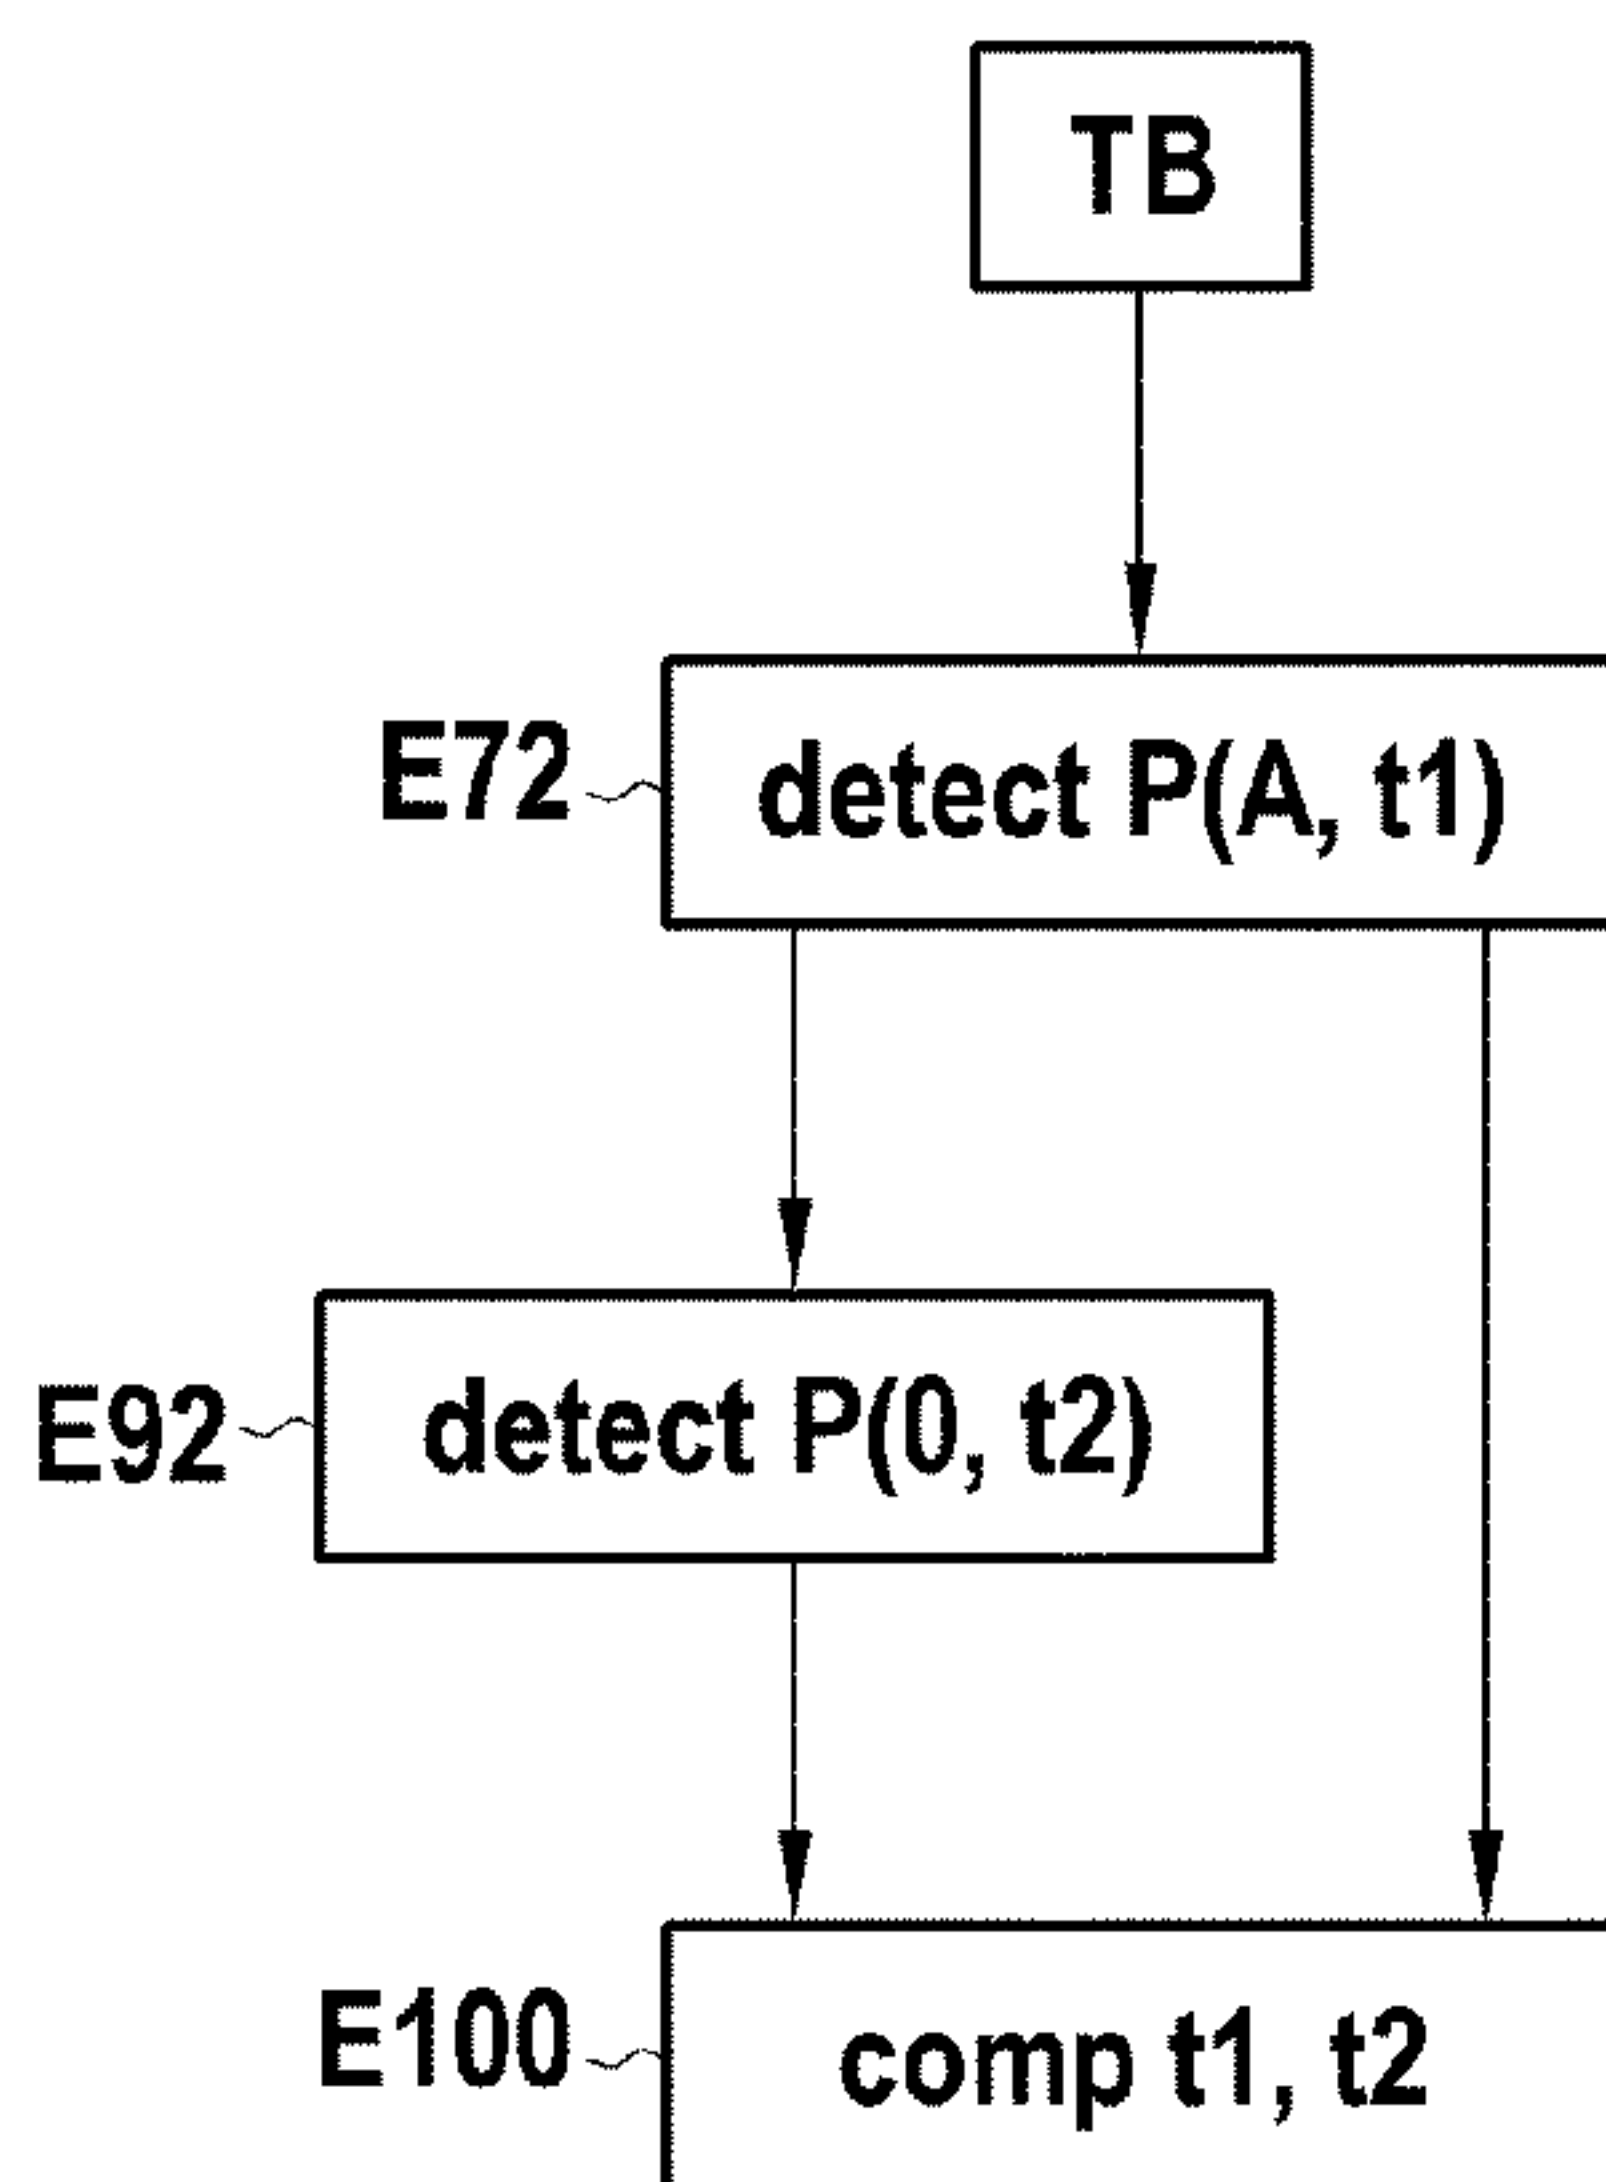 TB
E72 detect P(A, t1)
E92 detect P(0, t2)
E100 comp t1, t2